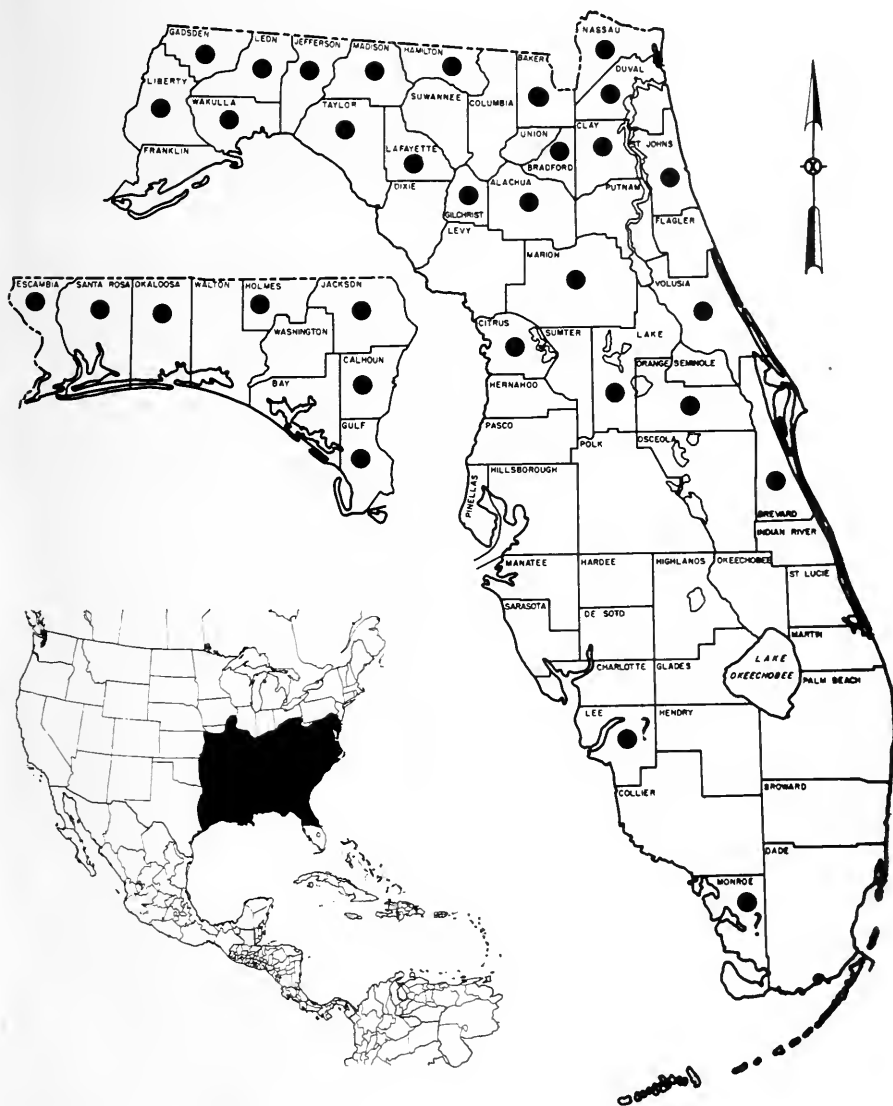 NASSAU
GADSDEN
LEON
JEFFERSON
MADISON
HAMILTON
BAKER
DUVAL
LIBERTY
WAKULLA
TAYLOR
SUWANNEE
COLUMBIA
UNION
CLAY
ST JOHNS
FRANKLIN
LAFAYETTE
BRADFORD
DIXIE
GILCHRIST
ALACHUA
PUTNAM
FLAGLER
LEVY
MARION
VOLUSIA
ESCAMBIA
SANTA ROSA
OKALOOSA
WALTON
HOLMES
JACKSON
WASHINGTON
CALHOUN
BAY
GULF
CITRUS
SUMTER
LAKE
ORANGE
SEMINOLE
HERNAHOO
PASCO
POLK
OSCEOLA
HILLSBOROUGH
PINELLAS
BREVARD
INDIAN RIVER
MANATEE
HARDEE
HIGHLANDS
OKEECHOBEE
ST LUCIE
SARASOTA
DE SOTO
MARTIN
CHARLOTTE
GLADES
LAKE
OKEECHOBEE
PALM BEACH
LEE
HENDRY
?
COLLIER
BROWARD
DADE
MONROE
?